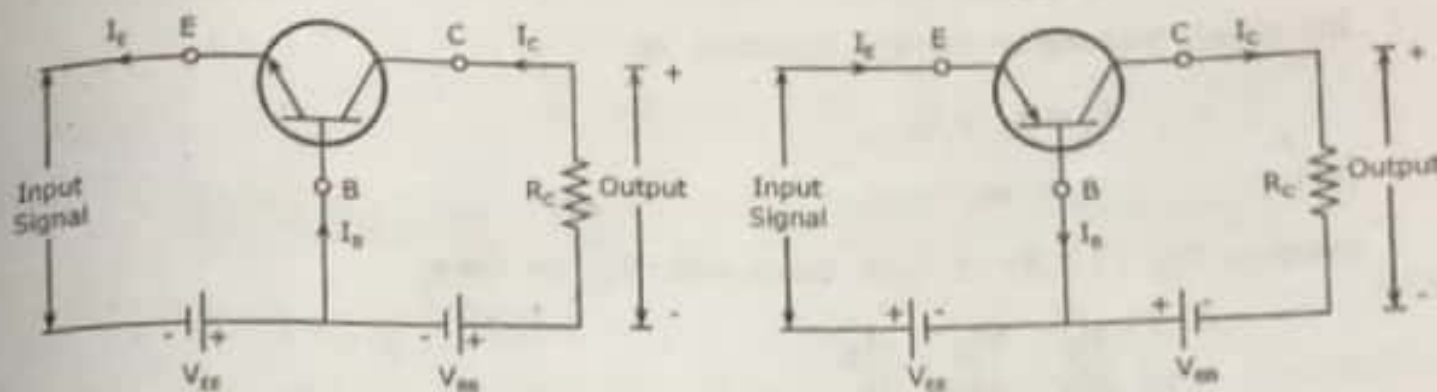 I_E E C I_C
Input
Signal
B
I_B
R_C Output
+
-
- +
V_EE
- +
V_BB
I_E E C I_C
Input
Signal
B
I_B
R_C Output
+
-
+ -
V_EE
+ -
V_BB